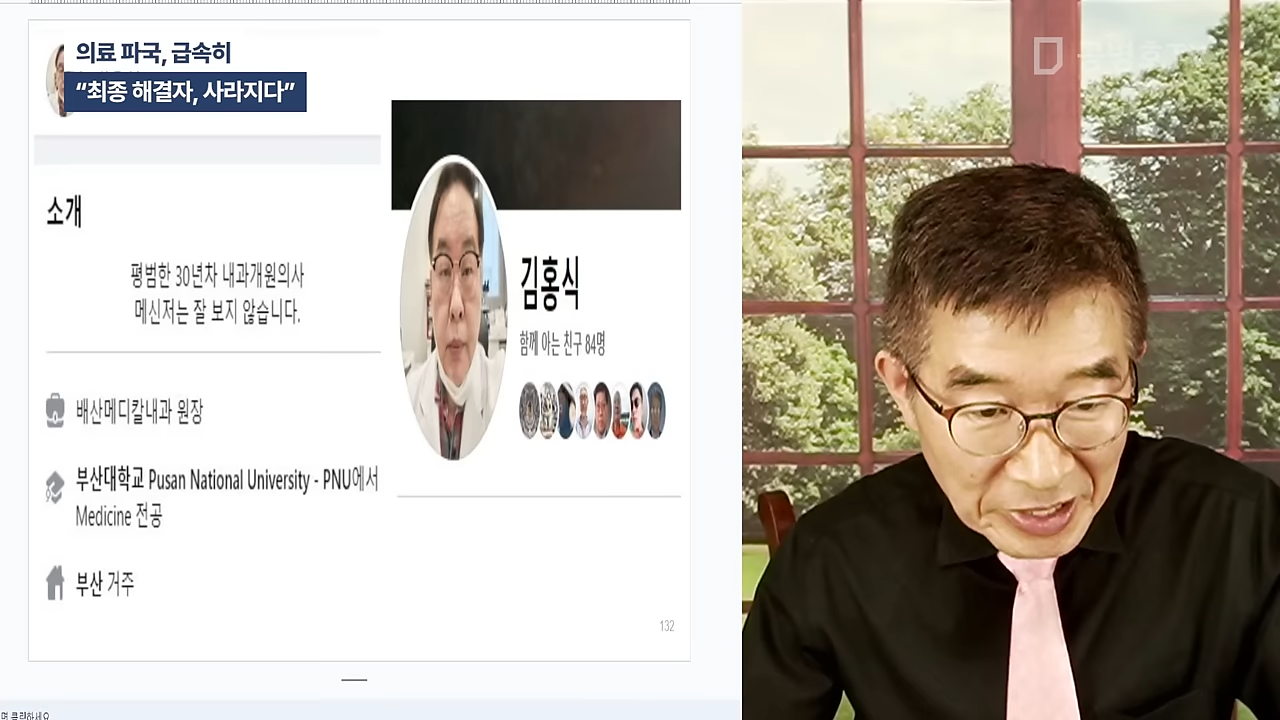 의료 파국, 급속히
“최종 해결자, 사라지다”
소개
평범한 30년차 내과개원의사
메신저는 잘 보지 않습니다.
배산메디칼내과 원장
부산대학교 Pusan National University - PNU에서
Medicine 전공
부산 거주
김홍식
함께 아는 친구 84명
132